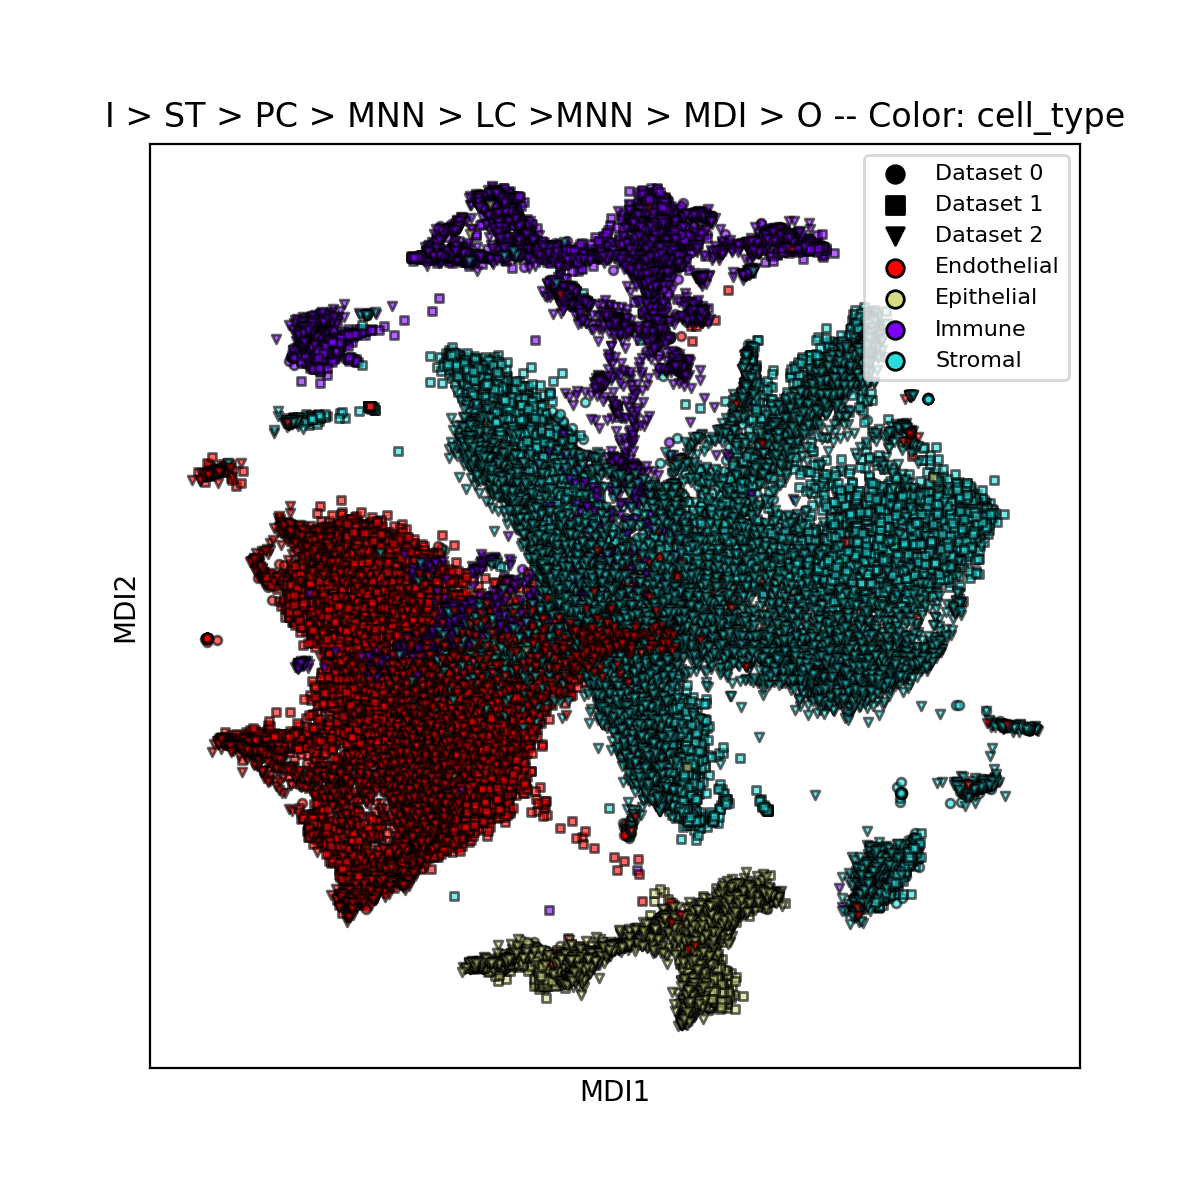 I > ST > PC > MNN > LC >MNN > MDI > O -- Color: cell_type
Dataset 0
Dataset 1
Dataset 2
Endothelial
Epithelial
Immune
Stromal
MDI2
MDI1